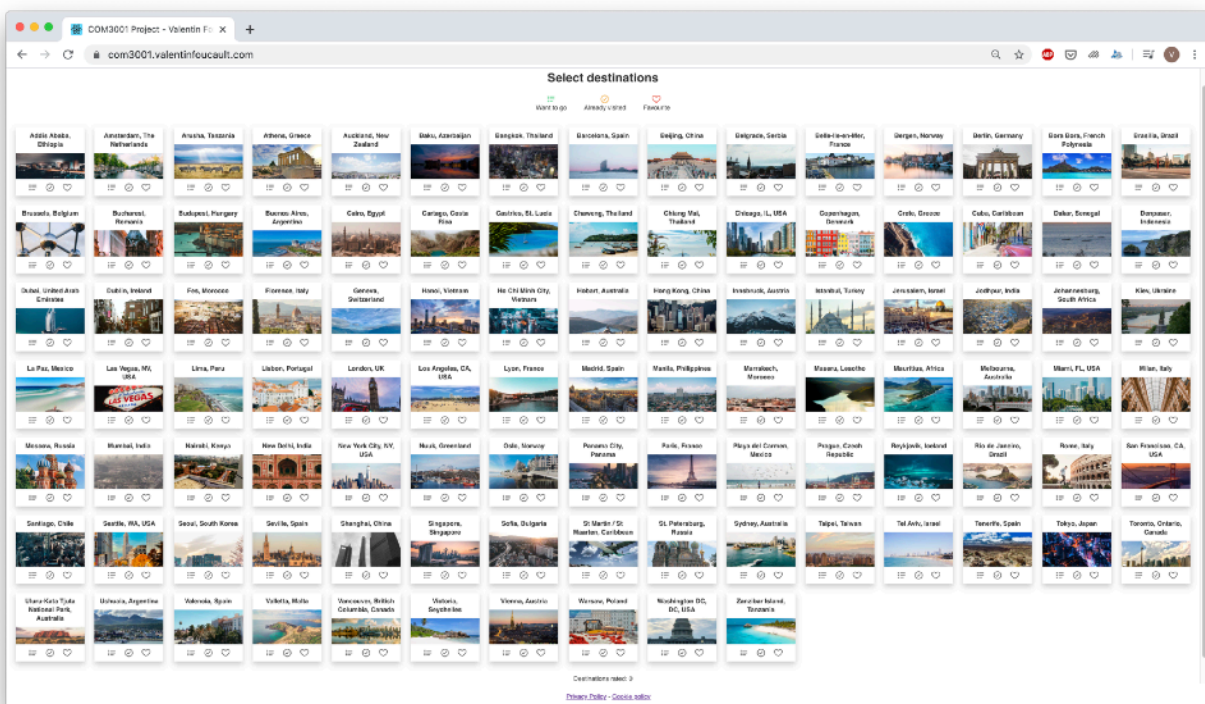 COM3001 Project - Valentin Fo
com3001.valentinfoucault.com
ABP
V
Select destinations
Want to go
Already visited
Favourite
Addis Ababa, Ethiopia
Amsterdam, The Netherlands
Arusha, Tanzania
Athens, Greece
Auckland, New Zealand
Baku, Azerbaijan
Bangkok, Thailand
Barcelona, Spain
Beijing, China
Belgrade, Serbia
Belle-Ile-en-Mer, France
Bergen, Norway
Berlin, Germany
Bora Bora, French Polynesia
Brasilia, Brazil
Brussels, Belgium
Bucharest, Romania
Budapest, Hungary
Buenos Aires, Argentina
Cairo, Egypt
Cartago, Costa Rica
Castries, St. Lucia
Chaweng, Thailand
Chiang Mai, Thailand
Chicago, IL, USA
Copenhagen, Denmark
Crete, Greece
Cuba, Caribbean
Dakar, Senegal
Denpasar, Indonesia
Dubai, United Arab Emirates
Dublin, Ireland
Fes, Morocco
Florence, Italy
Geneva, Switzerland
Hanoi, Vietnam
Ho Chi Minh City, Vietnam
Hobart, Australia
Hong Kong, China
Innsbruck, Austria
Istanbul, Turkey
Jerusalem, Israel
Jodhpur, India
Johannesburg, South Africa
Kiev, Ukraine
La Paz, Mexico
Las Vegas, NV, USA
LAS VEGAS
Lima, Peru
Lisbon, Portugal
London, UK
Los Angeles, CA, USA
Lyon, France
Madrid, Spain
Manila, Philippines
Marrakech, Morocco
Maseru, Lesotho
Mauritius, Africa
Melbourne, Australia
Miami, FL, USA
Milan, Italy
Moscow, Russia
Mumbai, India
Nairobi, Kenya
New Delhi, India
New York City, NY, USA
Nuuk, Greenland
Oslo, Norway
Panama City, Panama
Paris, France
Playa del Carmen, Mexico
Prague, Czech Republic
Reykjavik, Iceland
Rio de Janeiro, Brazil
Rome, Italy
San Francisco, CA, USA
Santiago, Chile
Seattle, WA, USA
Seoul, South Korea
Seville, Spain
Shanghai, China
Singapore, Singapore
Sofia, Bulgaria
St Martin / St Maarten, Caribbean
St. Petersburg, Russia
Sydney, Australia
Taipei, Taiwan
Tel Aviv, Israel
Tenerife, Spain
Tokyo, Japan
Toronto, Ontario, Canada
Uluru-Kata Tjuta National Park, Australia
Ushuaia, Argentina
Valencia, Spain
Valletta, Malta
Vancouver, British Columbia, Canada
Victoria, Seychelles
Vienna, Austria
Warsaw, Poland
Washington DC, DC, USA
Zanzibar Island, Tanzania
Destinations rated: 0
Privacy Policy - Cookie policy